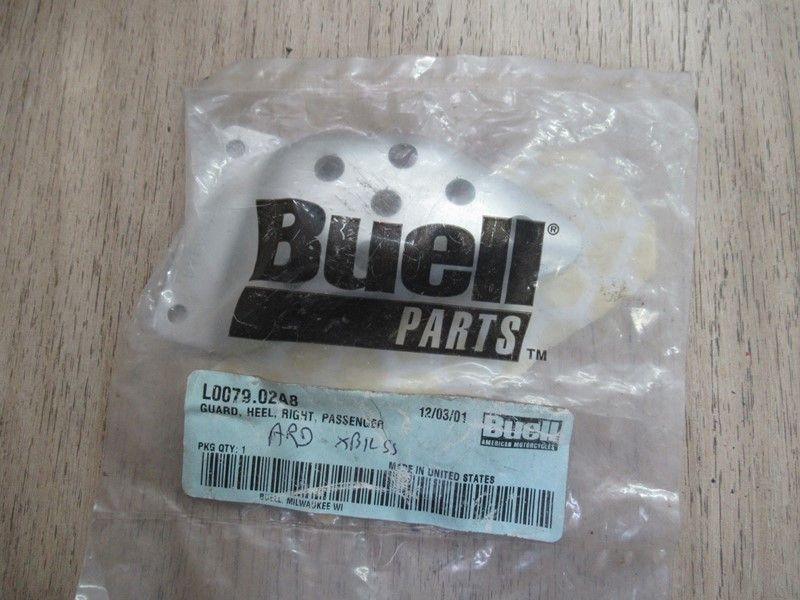 Buell®
PARTS™
L0079.02A8
GUARD, HEEL, RIGHT, PASSENGER
12/03/01
Buell
AMERICAN MOTORCYCLES
ARD
PKG QTY: 1
MADE IN UNITED STATES
BUELL, MILWAUKEE WI